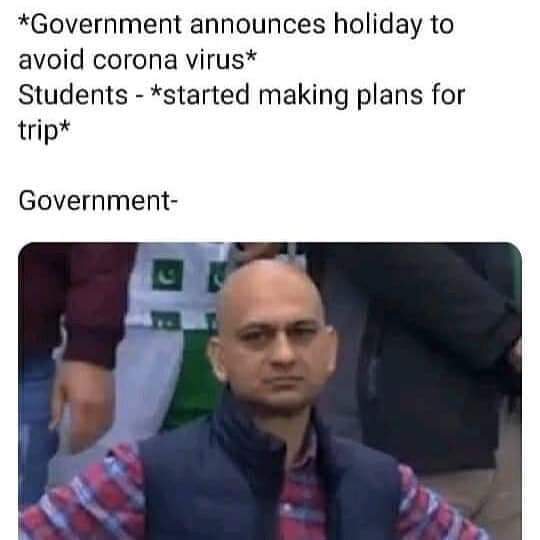 *Government announces holiday to
avoid corona virus*
Students - *started making plans for
trip*
Government-